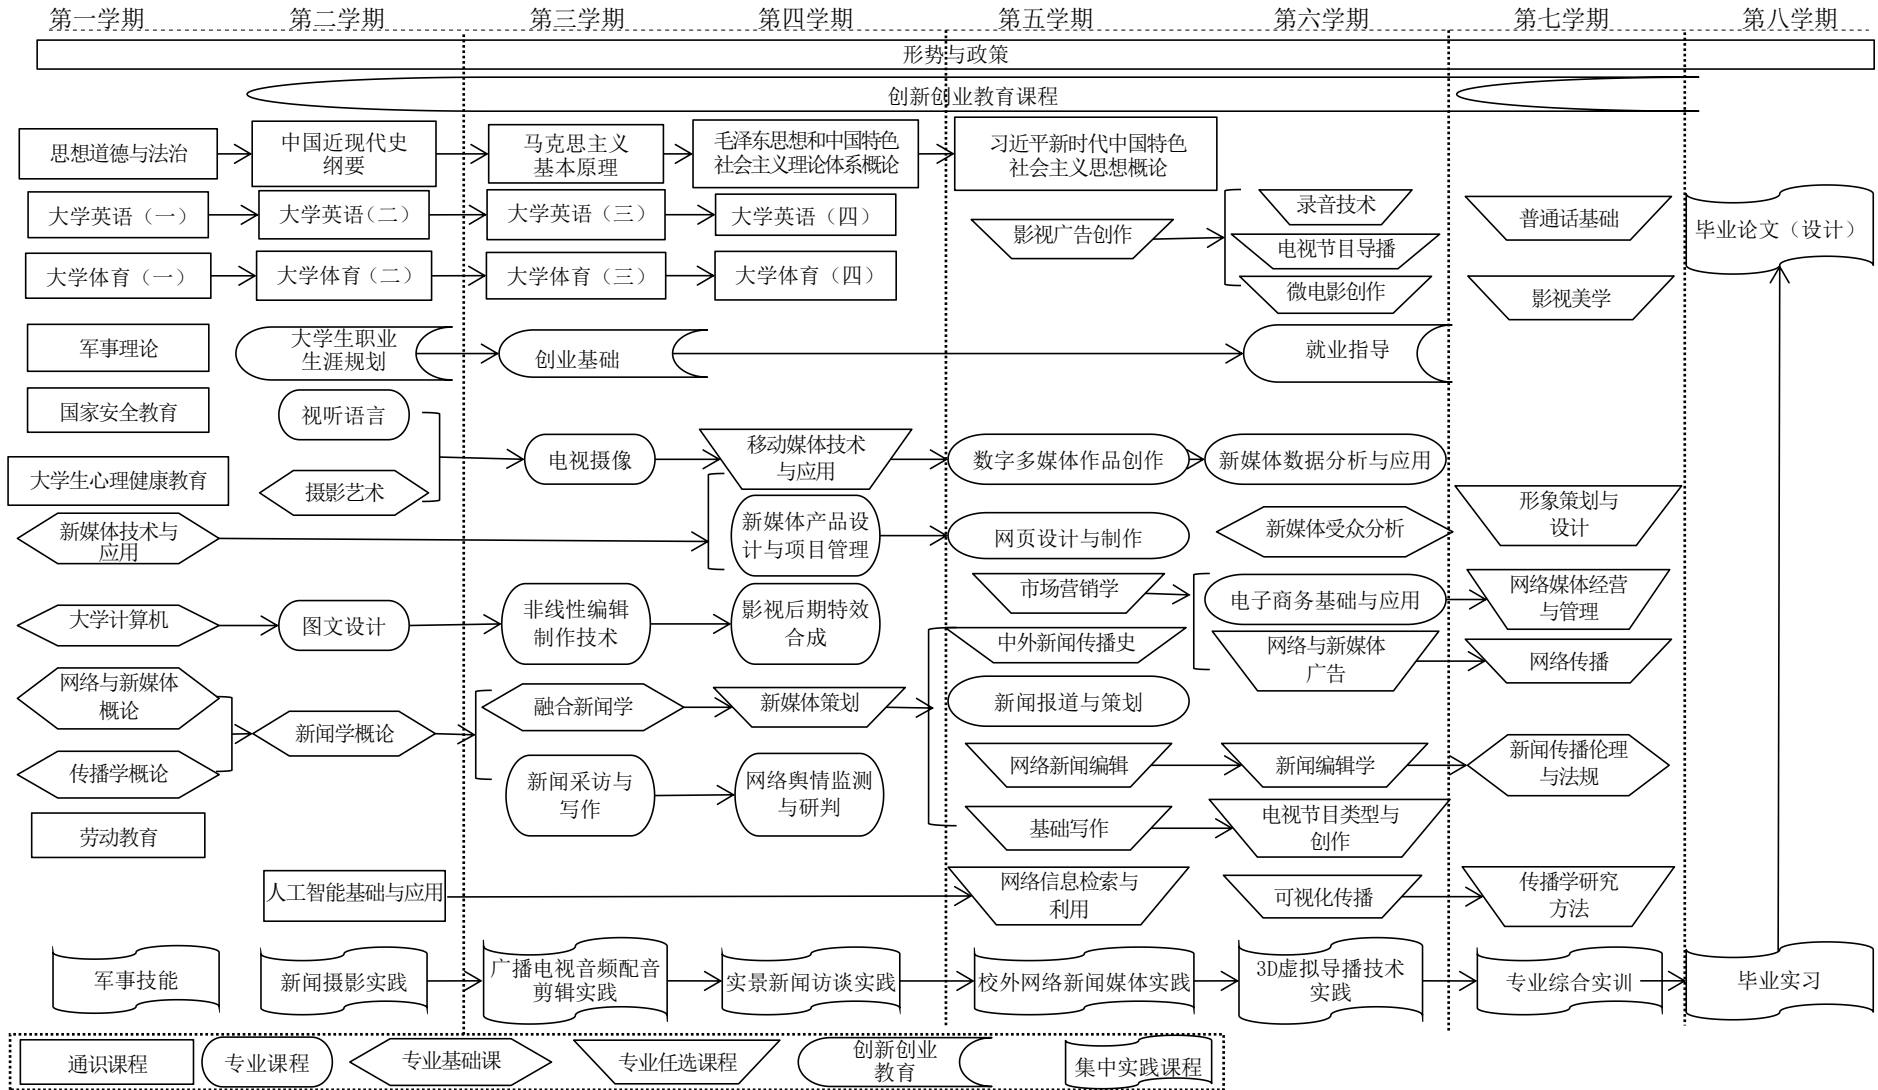 第一学期
第二学期
第三学期
第四学期
第五学期
第六学期
第七学期
第八学期
形势与政策
创新创业教育课程
思想道德与法治
中国近现代史
纲要
马克思主义
基本原理
毛泽东思想和中国特色
社会主义理论体系概论
习近平新时代中国特色
社会主义思想概论
大学英语（一）
大学英语（二）
大学英语（三）
大学英语（四）
影视广告创作
录音技术
电视节目导播
微电影创作
普通话基础
毕业论文（设计）
大学体育（一）
大学体育（二）
大学体育（三）
大学体育（四）
影视美学
军事理论
大学生职业
生涯规划
创业基础
就业指导
国家安全教育
视听语言
电视摄像
移动媒体技术
与应用
数字多媒体作品创作
新媒体数据分析与应用
大学生心理健康教育
摄影艺术
形象策划与
设计
新媒体技术与
应用
新媒体产品设
计与项目管理
网页设计与制作
新媒体受众分析
市场营销学
电子商务基础与应用
网络媒体经营
与管理
大学计算机
图文设计
非线性编辑
制作技术
影视后期特效
合成
中外新闻传播史
网络与新媒体
广告
网络传播
网络与新媒体
概论
新闻学概论
融合新闻学
新媒体策划
新闻报道与策划
传播学概论
新闻采访与
写作
网络舆情监测
与研判
网络新闻编辑
新闻编辑学
新闻传播伦理
与法规
劳动教育
基础写作
电视节目类型与
创作
人工智能基础与应用
网络信息检索与
利用
可视化传播
传播学研究
方法
军事技能
新闻摄影实践
广播电视音频配音
剪辑实践
实景新闻访谈实践
校外网络新闻媒体实践
3D虚拟导播技术
实践
专业综合实训
毕业实习
通识课程
专业课程
专业基础课
专业任选课程
创新创业
教育
集中实践课程